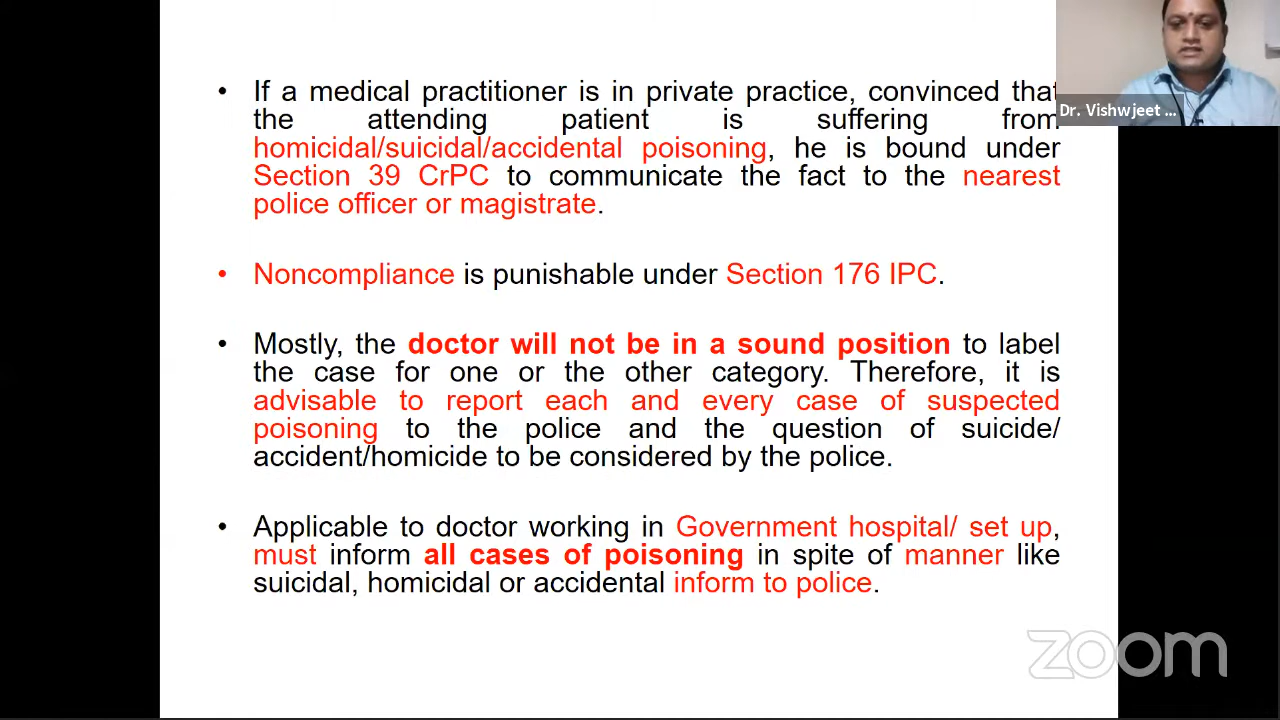 • If a medical practitioner is in private practice, convinced that
the attending patient is suffering from
homicidal/suicidal/accidental poisoning, he is bound under
Section 39 CrPC to communicate the fact to the nearest
police officer or magistrate.
• Noncompliance is punishable under Section 176 IPC.
• Mostly, the doctor will not be in a sound position to label
the case for one or the other category. Therefore, it is
advisable to report each and every case of suspected
poisoning to the police and the question of suicide/
accident/homicide to be considered by the police.
• Applicable to doctor working in Government hospital/ set up,
must inform all cases of poisoning in spite of manner like
suicidal, homicidal or accidental inform to police.
Dr. Vishwjeet ...
zoom